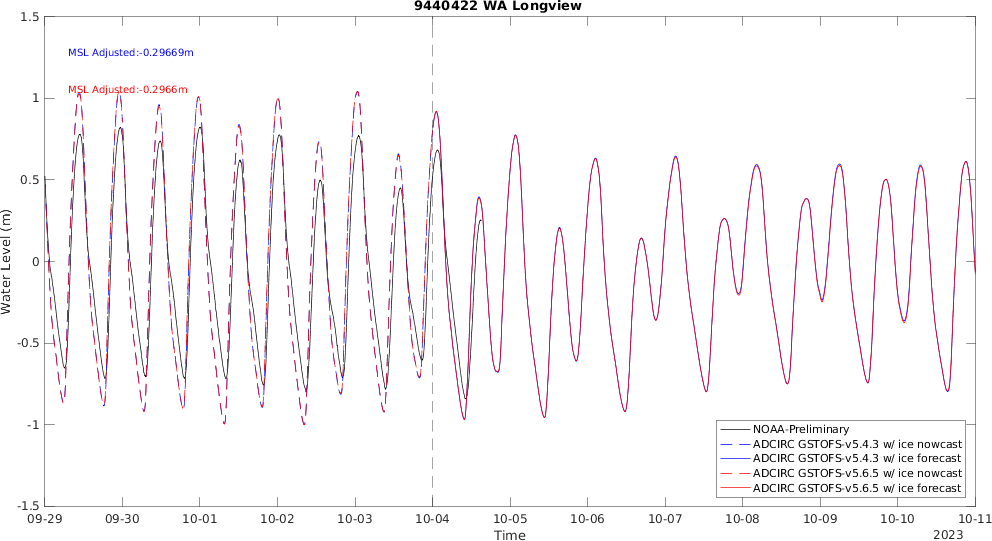 9440422 WA Longview
MSL Adjusted:-0.29669m
MSL Adjusted:-0.2966m
1.5
1
0.5
0
-0.5
-1
-1.5
Water Level (m)
NOAA-Preliminary
ADCIRC GSTOFS-v5.4.3 w/ ice nowcast
ADCIRC GSTOFS-v5.4.3 w/ ice forecast
ADCIRC GSTOFS-v5.6.5 w/ ice nowcast
ADCIRC GSTOFS-v5.6.5 w/ ice forecast
09-29 09-30 10-01 10-02 10-03 10-04 10-05 10-06 10-07 10-08 10-09 10-10 10-11
Time
2023